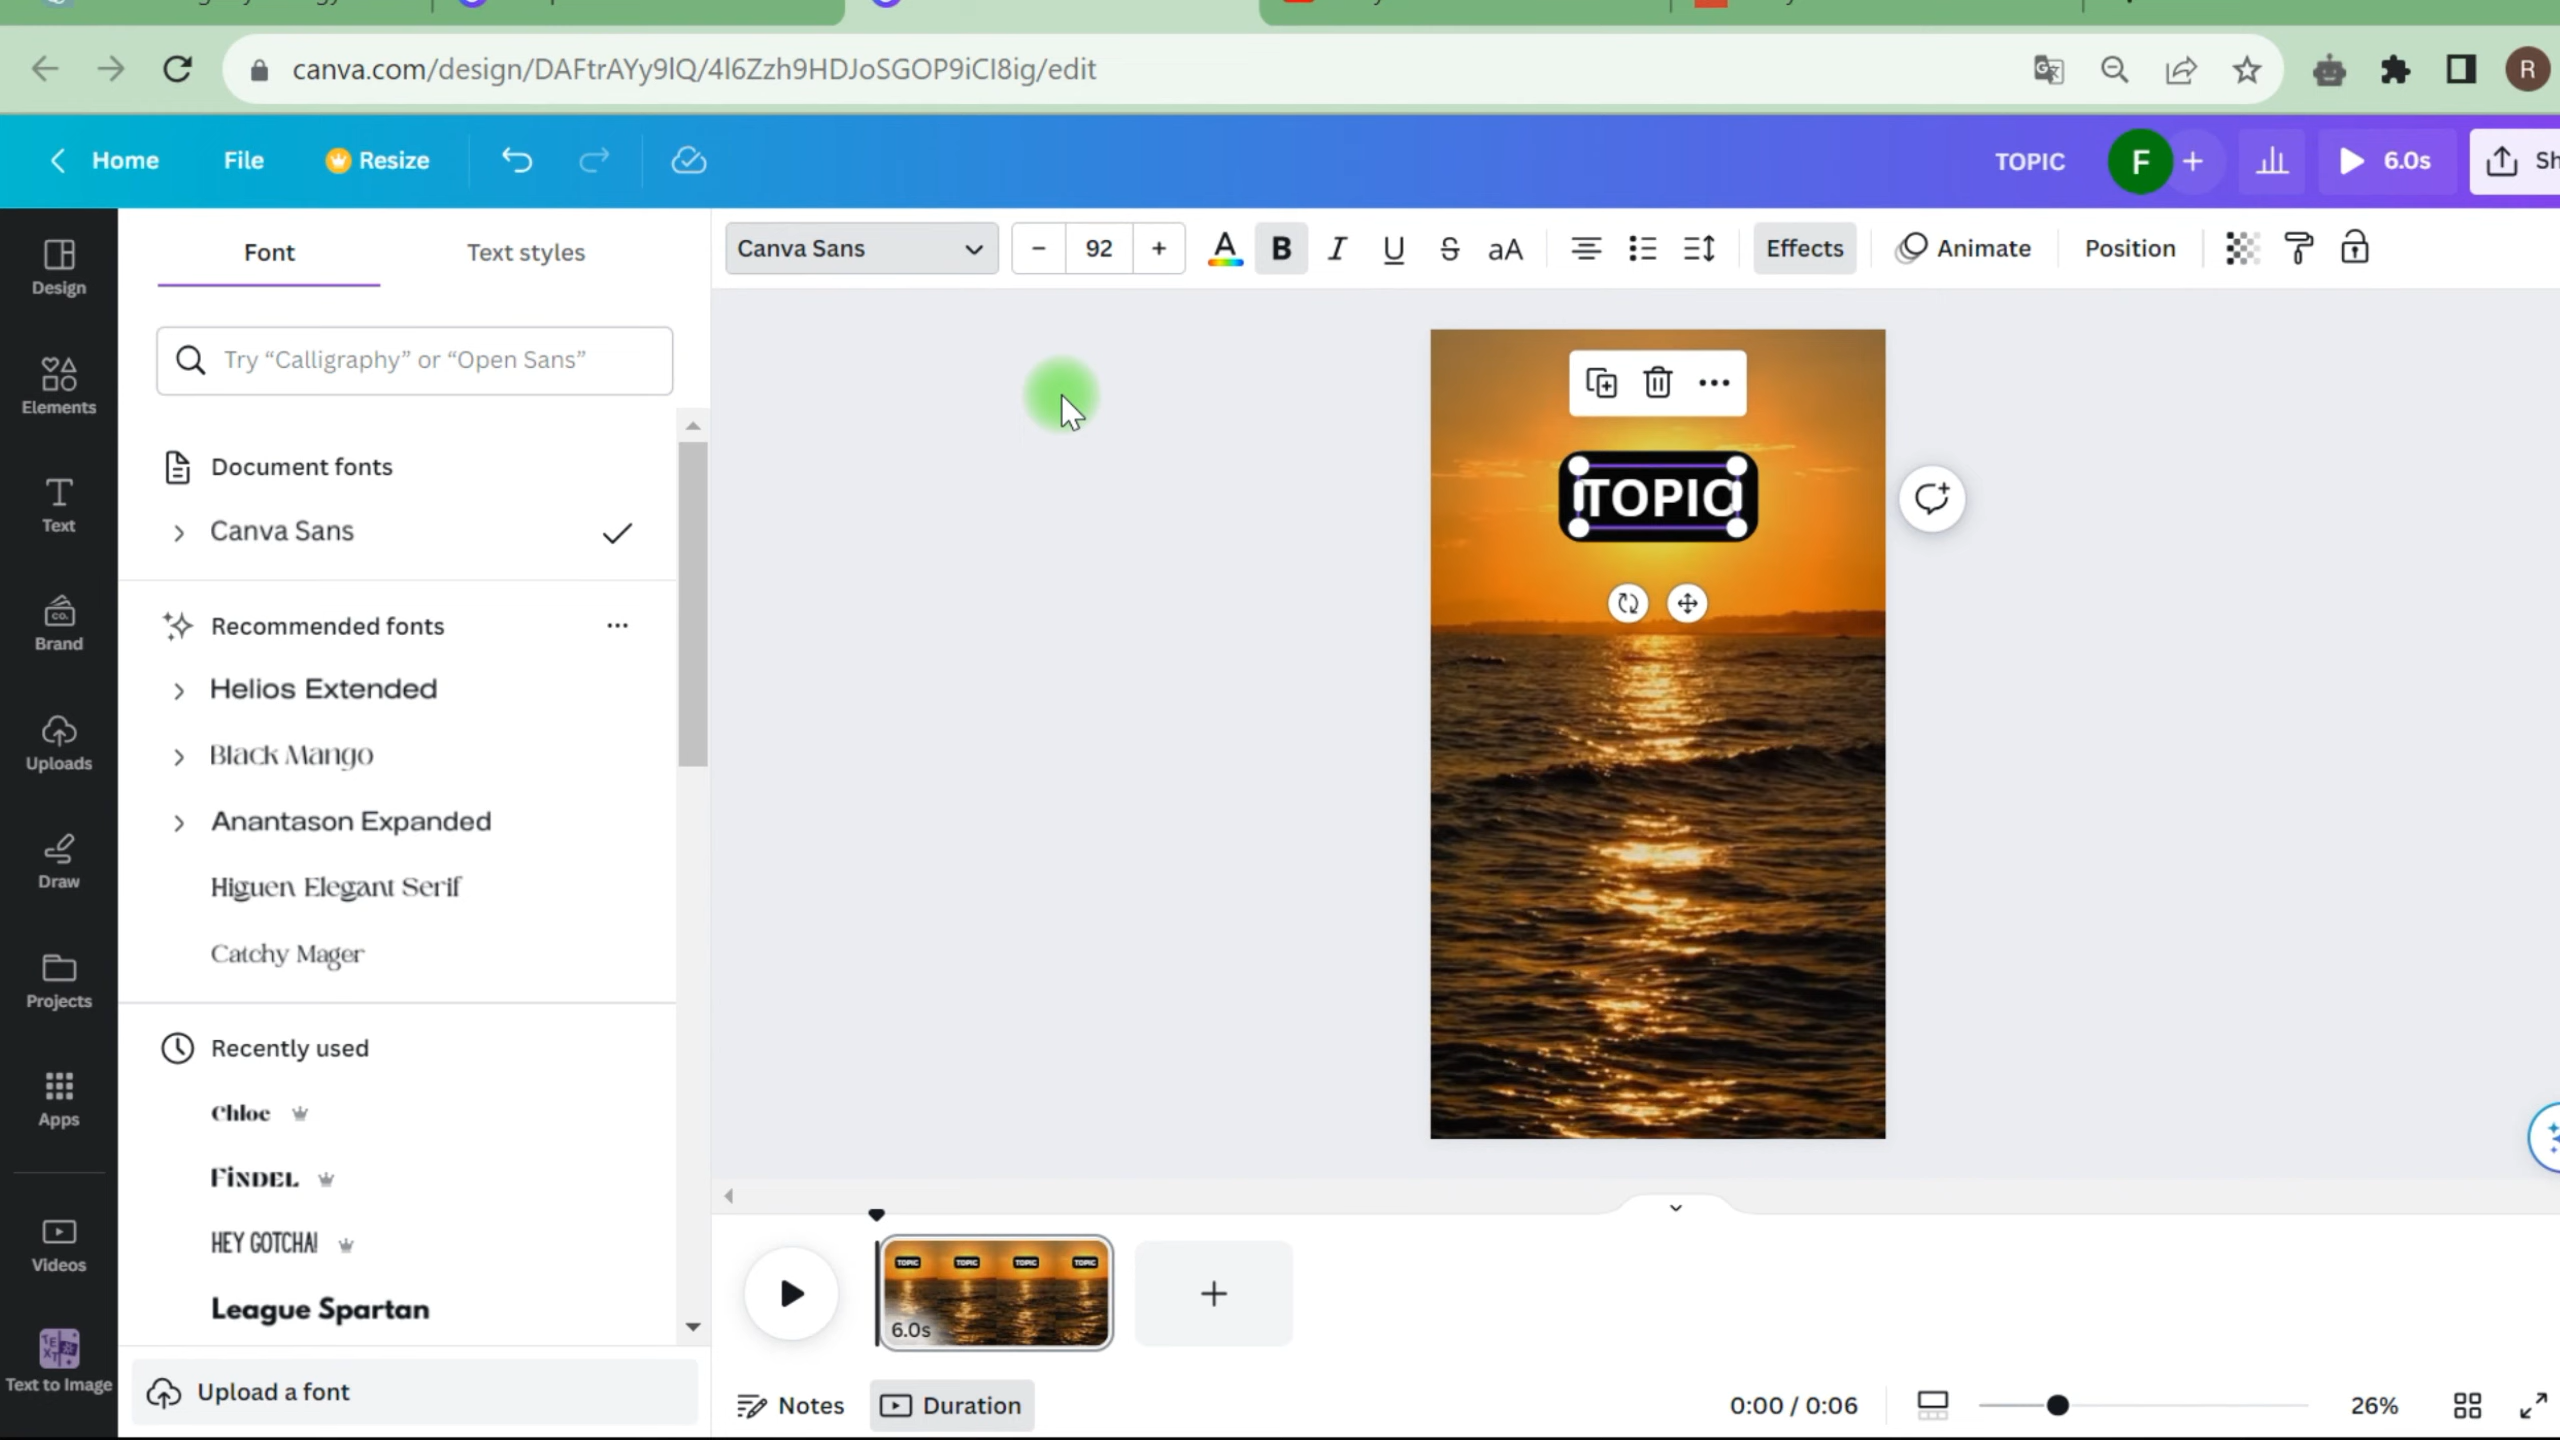 canva.com/design/DAFtrAYy9lQ/4l6Zzh9HDJoSGOP9iCI8ig/edit
R
Home File Resize TOPIC F + 6.0s Sh
Design
Elements
Text
Brand
Uploads
Draw
Projects
Apps
Videos
Text to Image
Font Text styles
Try “Calligraphy” or “Open Sans”
Document fonts
Canva Sans
Recommended fonts
Helios Extended
Black Mango
Anantason Expanded
Higuen Elegant Serif
Catchy Mager
Recently used
Chloe
FINDEL
HEY GOTCHA!
League Spartan
Upload a font
Canva Sans − 92 + A B I U S aA Effects Animate Position
TOPIC
TOPIC TOPIC TOPIC TOPIC
6.0s
Notes Duration 0:00 / 0:06 26%